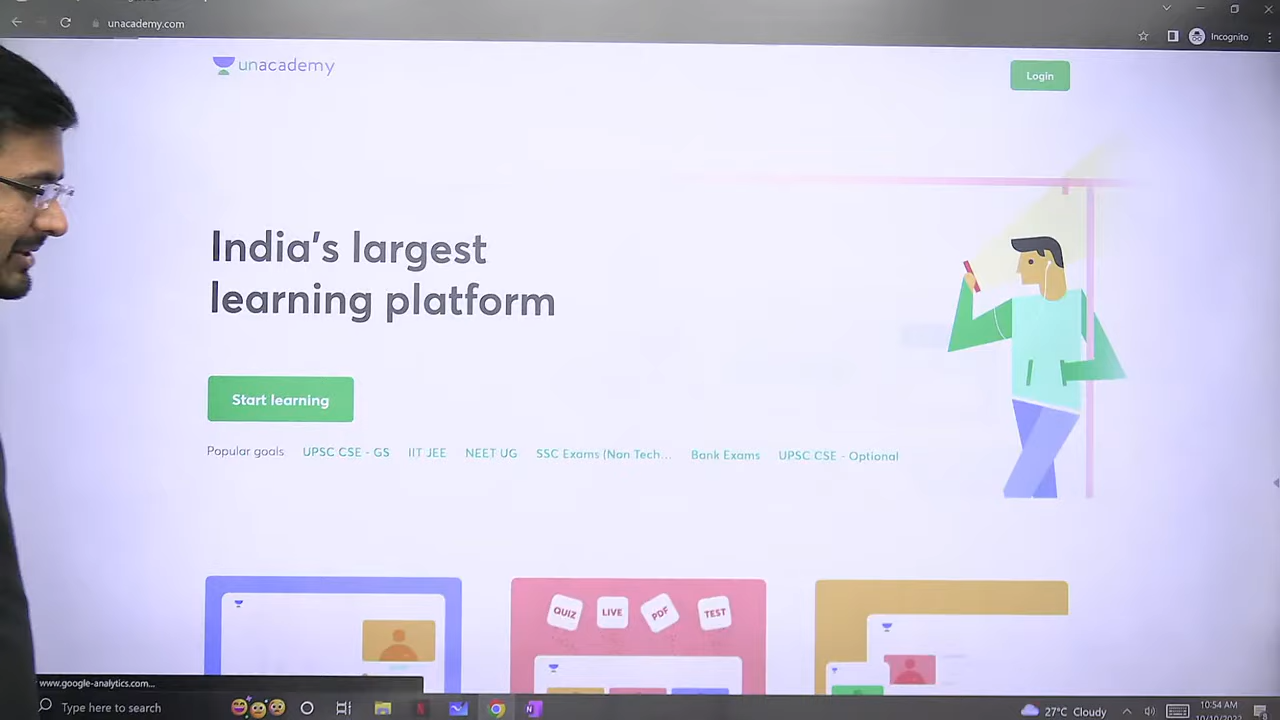 unacademy.com
Incognito
unacademy
Login
India's largest
learning platform
Start learning
Popular goals UPSC CSE - GS IIT JEE NEET UG SSC Exams (Non Tech... Bank Exams UPSC CSE - Optional
QUIZ LIVE PDF TEST
www.google-analytics.com...
Type here to search
27°C Cloudy
10:54 AM